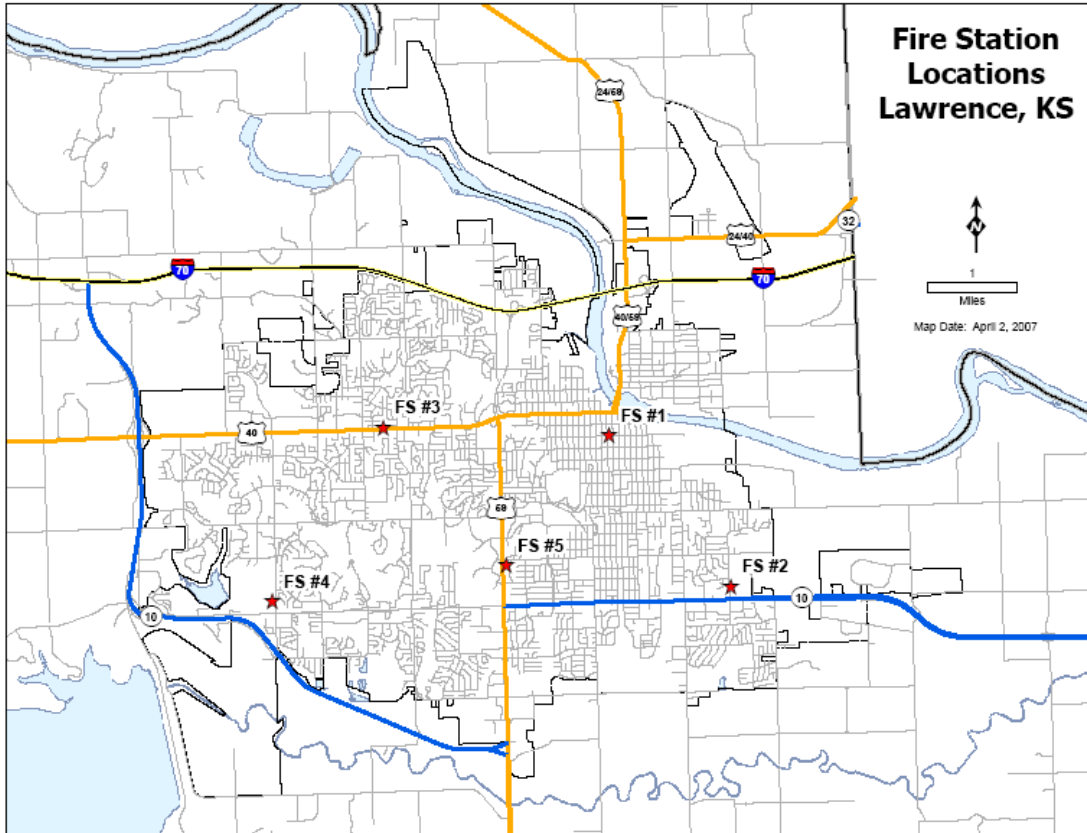 Fire Station
Locations
Lawrence, KS
24/59
32
24/40
N
70
70
1
Miles
40/59
Map Date: April 2, 2007
FS #3
FS #1
40
59
FS #5
FS #2
FS #4
10
10